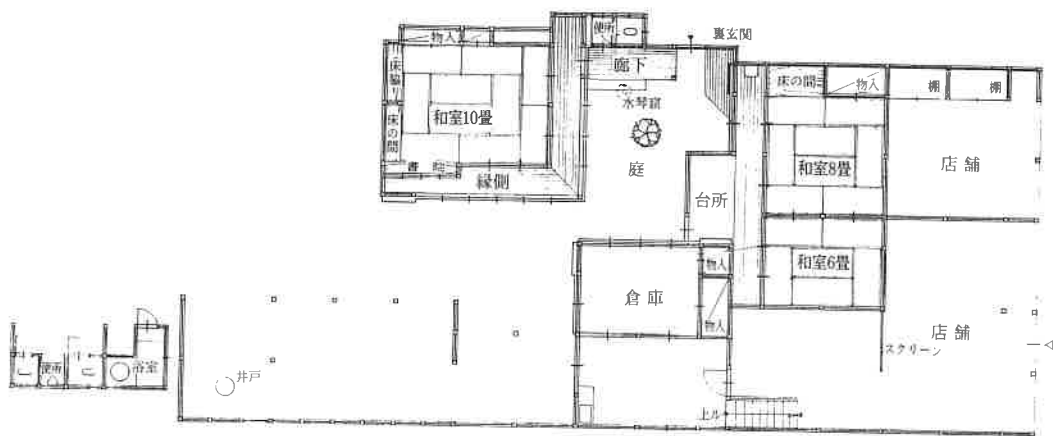 物入
便所
裏玄関
廊下
床脇
水琴窟
床の間
物入
棚
棚
和室10畳
床の間
庭
和室8畳
店舗
書院
縁側
台所
物入
和室6畳
倉庫
物入
店舗
スクリーン
便所
浴室
井戸
上ル